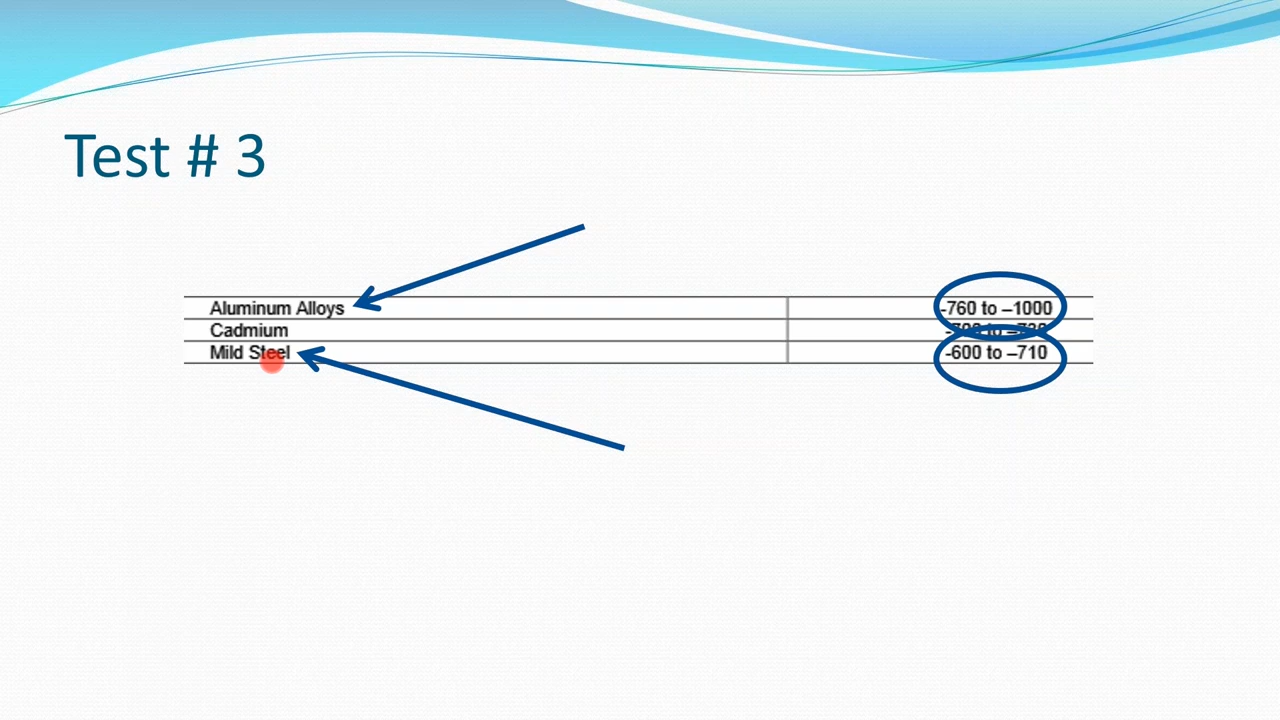 Test # 3
Aluminum Alloys -760 to –1000
Cadmium
Mild Steel -600 to –710